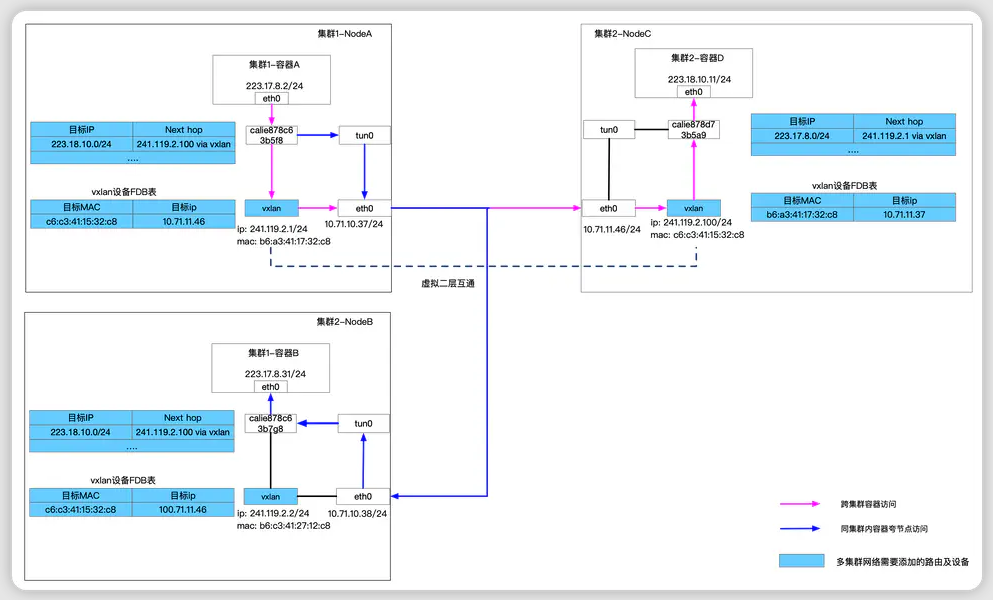 集群1-NodeA
集群1-容器A
223.17.8.2/24
eth0
calie878c6
3b5f8
tun0
目标IP
Next hop
223.18.10.0/24
241.119.2.100 via vxlan
....
vxlan设备FDB表
目标MAC
目标ip
c6:c3:41:15:32:c8
10.71.11.46
vxlan
eth0
ip: 241.119.2.1/24
mac: b6:a3:41:17:32:c8
10.71.10.37/24
虚拟二层互通
集群2-NodeC
集群2-容器D
223.18.10.11/24
eth0
tun0
calie878d7
3b5a9
目标IP
Next hop
223.17.8.0/24
241.119.2.1 via vxlan
....
vxlan设备FDB表
目标MAC
目标ip
b6:a3:41:17:32:c8
10.71.11.37
eth0
vxlan
10.71.11.46/24
ip: 241.119.2.100/24
mac: c6:c3:41:15:32:c8
集群2-NodeB
集群1-容器B
223.17.8.31/24
eth0
calie878c6
3b7g8
tun0
目标IP
Next hop
223.18.10.0/24
241.119.2.100 via vxlan
....
vxlan设备FDB表
目标MAC
目标ip
c6:c3:41:15:32:c8
100.71.11.46
vxlan
eth0
ip: 241.119.2.2/24
mac: b6:c3:41:27:12:c8
10.71.10.38/24
跨集群容器访问
同集群内容器夸节点访问
多集群网络需要添加的路由及设备